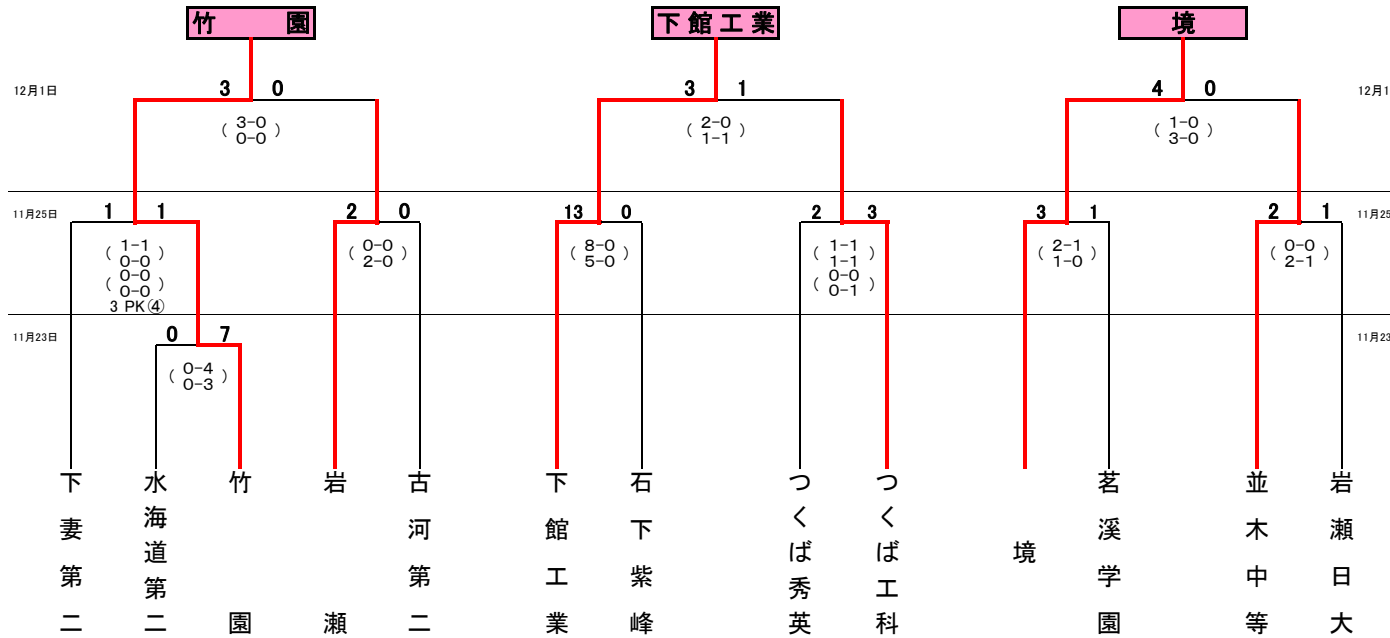 竹 園
下館工業
境
12月1日
3 0
3 1
4 0
12月1
( 3-0 )
0-0
( 2-0 )
1-1
( 1-0 )
3-0
11月25日
1 1
2 0
13 0
2 3
3 1
2 1
11月25
( 1-1 )
0-0
( 0-0 )
0-0
3 PK④
( 0-0 )
2-0
( 8-0 )
5-0
( 1-1 )
1-1
( 0-0 )
0-1
( 2-1 )
1-0
( 0-0 )
2-1
11月23日
0 7
11月23
( 0-4 )
0-3
下妻第二
水海道第二
竹園
岩瀬
古河第二
下館工業
石下紫峰
つくば秀英
つくば工科
境
茗溪学園
並木中等
岩瀬日大